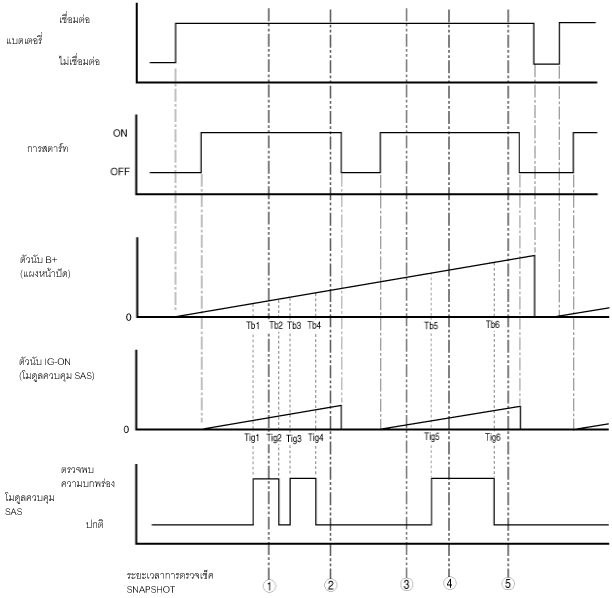 เชื่อมต่อ
แบตเตอรี่
ไม่เชื่อมต่อ
ON
การสตาร์ท
OFF
ตัวนับ B+
(แผงหน้าปัด)
0
Tb1 Tb2 Tb3 Tb4 Tb5 Tb6
ตัวนับ IG-ON
(โมดูลควบคุม SAS)
0
Tig1 Tig2 Tig3 Tig4 Tig5 Tig6
ตรวจพบ
ความบกพร่อง
โมดูลควบคุม
SAS
ปกติ
ระยะเวลาการตรวจเช็ค
SNAPSHOT
① ② ③ ④ ⑤